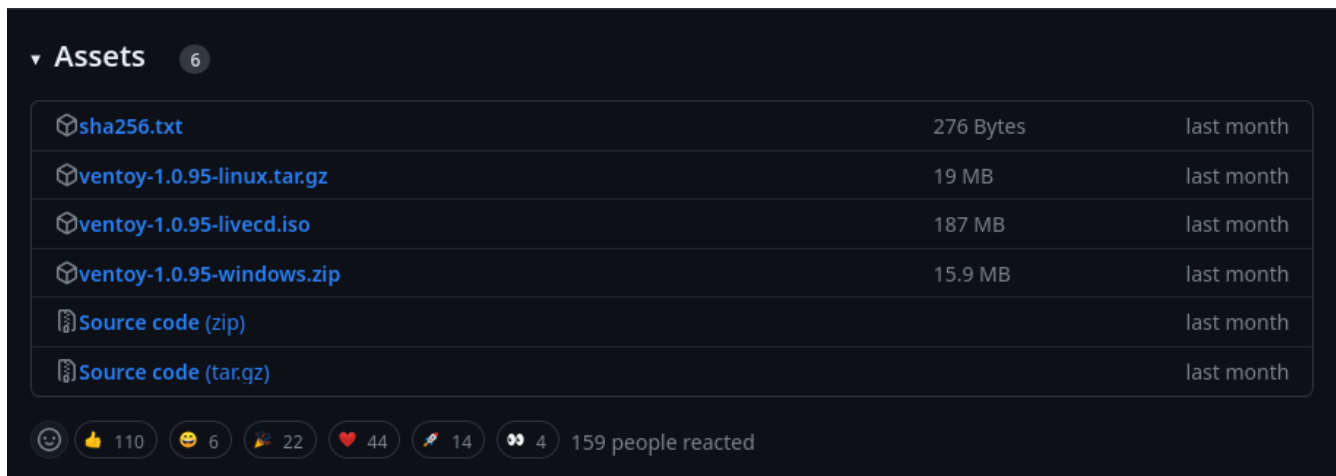 ▾ Assets 6
sha256.txt 276 Bytes last month
ventoy-1.0.95-linux.tar.gz 19 MB last month
ventoy-1.0.95-livecd.iso 187 MB last month
ventoy-1.0.95-windows.zip 15.9 MB last month
Source code (zip) last month
Source code (tar.gz) last month
👍 110 😄 6 🎉 22 ❤️ 44 🚀 14 👀 4 159 people reacted